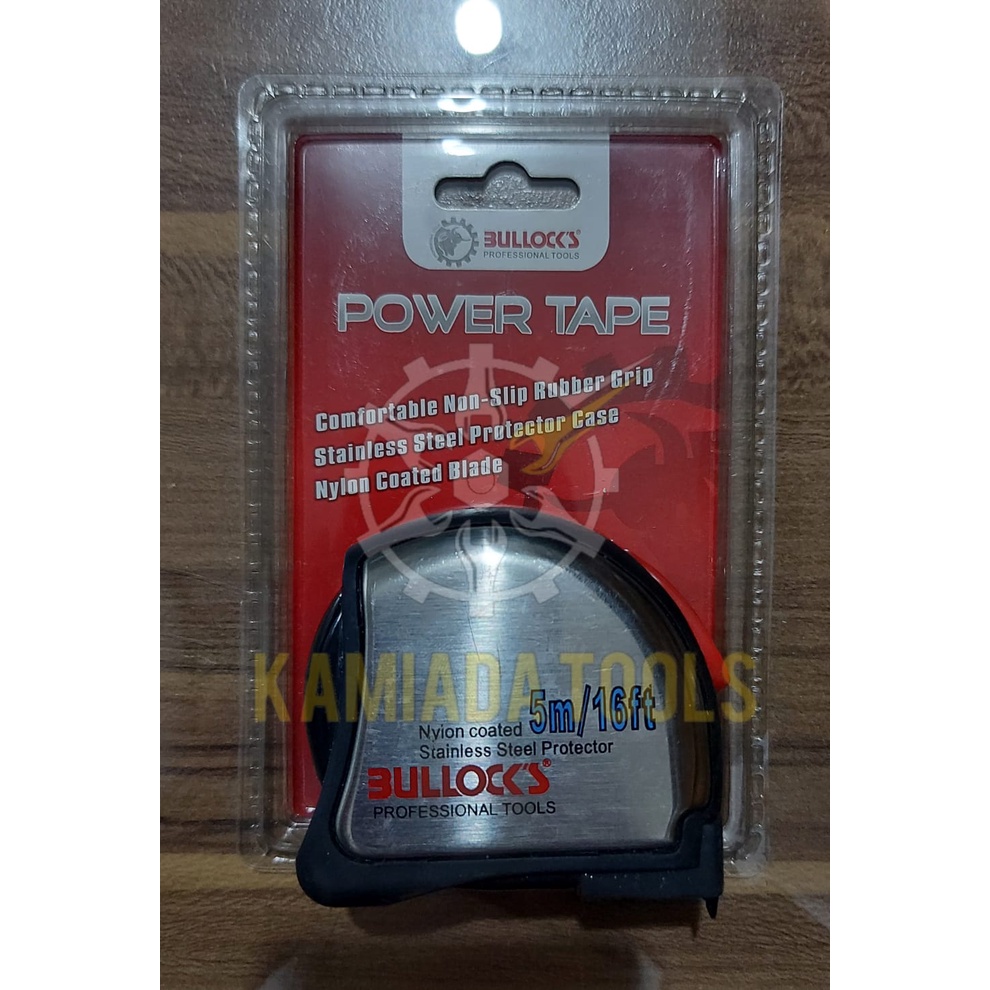 BULLOCK'S®
PROFESSIONAL TOOLS
POWER TAPE
Comfortable Non-Slip Rubber Grip
Stainless Steel Protector Case
Nylon Coated Blade
KAMIADA TOOLS
Nylon coated 5m/16ft
Stainless Steel Protector
BULLOCK'S®
PROFESSIONAL TOOLS